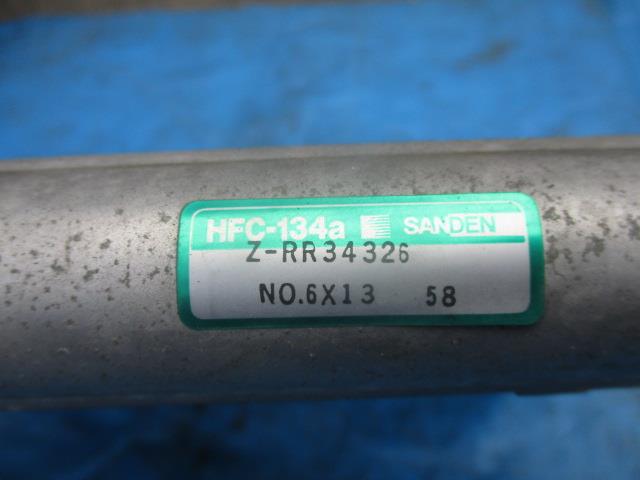 HFC-134a SANDEN
Z-RR34326
NO.6X13 58